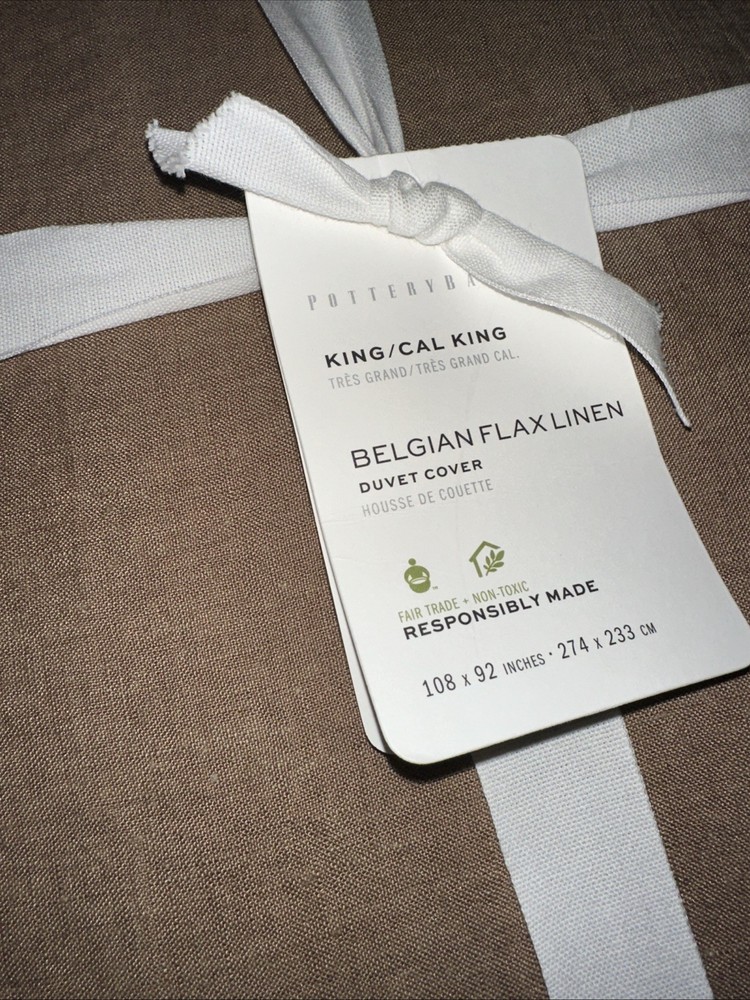 POTTERYBA
KING/CAL KING
TRÈS GRAND/TRÈS GRAND CAL.
BELGIAN FLAX LINEN
DUVET COVER
HOUSSE DE COUETTE
FAIR TRADE + NON-TOXIC
RESPONSIBLY MADE
108 x 92 INCHES · 274 x 233 CM